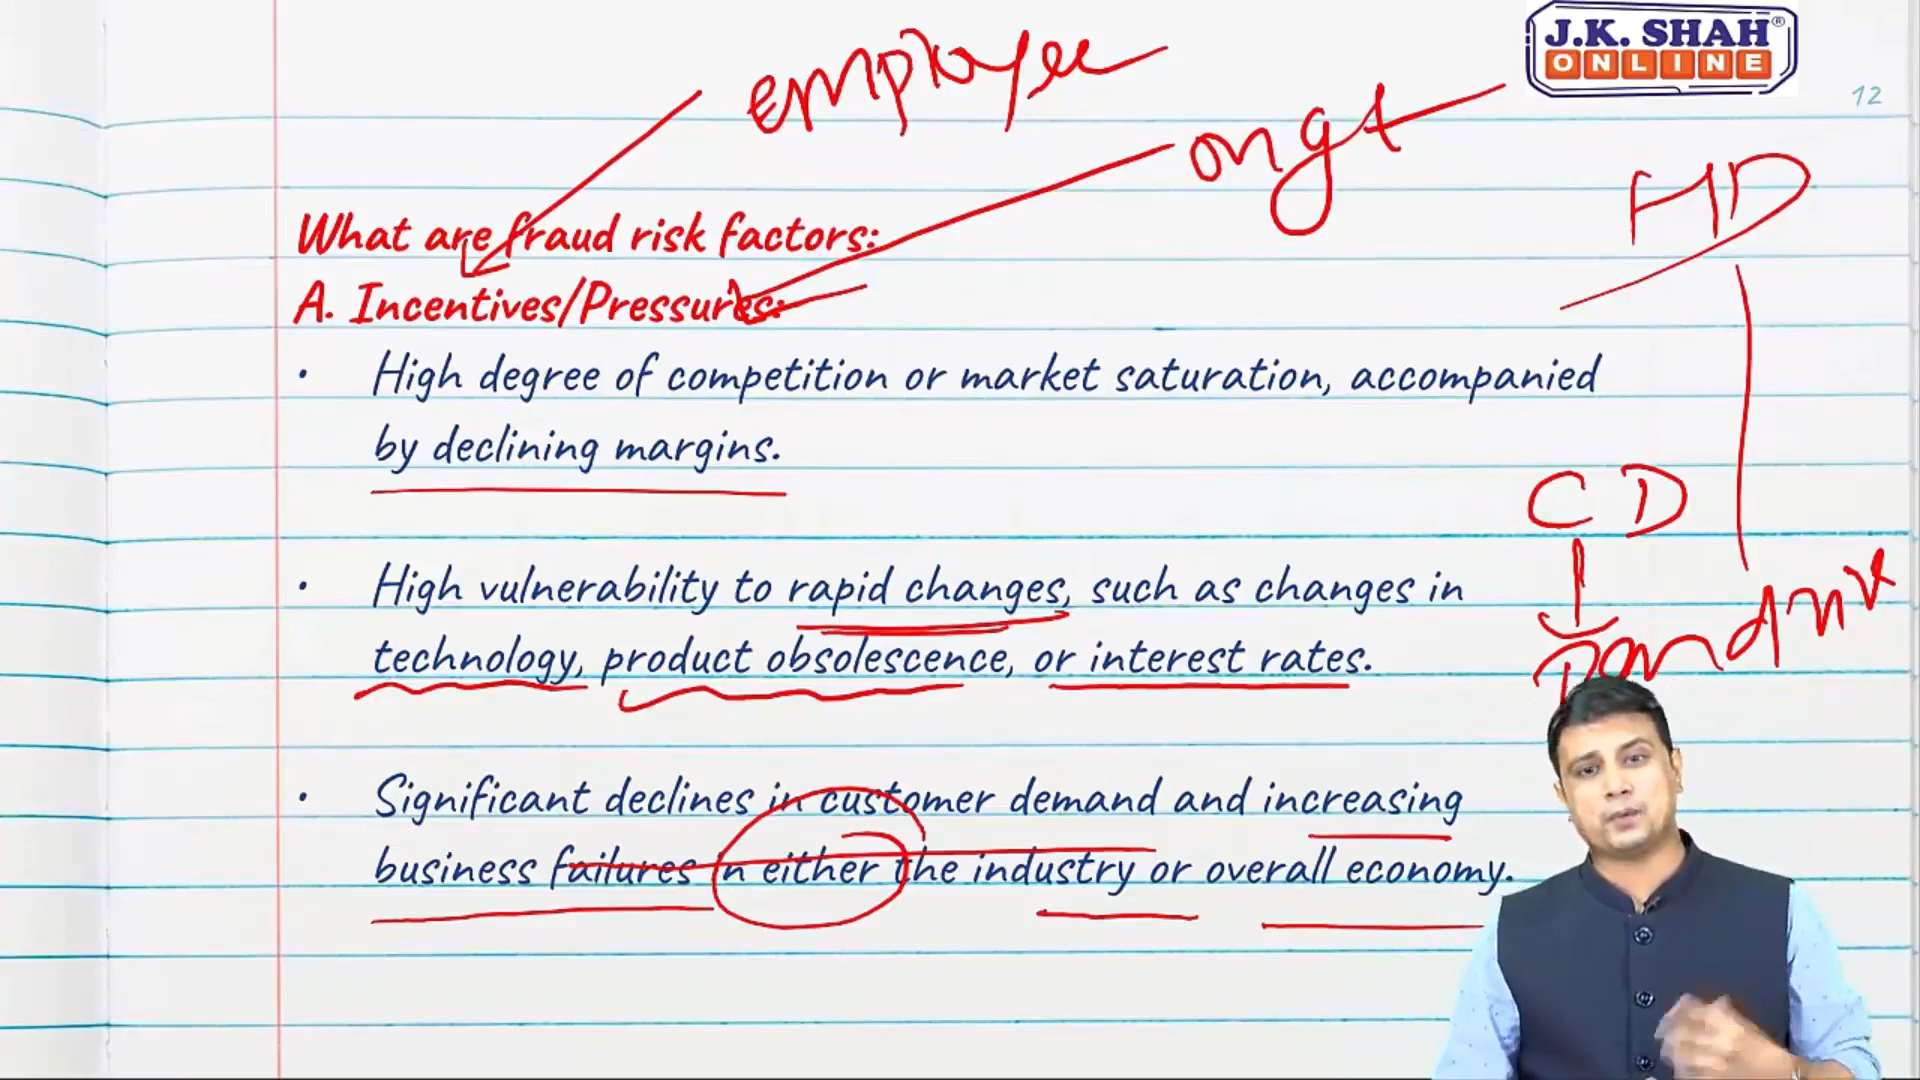 J.K. SHAH®
ONLINE
12
employee
mgt
HD
What are fraud risk factors:
A. Incentives/Pressures:
• High degree of competition or market saturation, accompanied
by declining margins.
CD
• High vulnerability to rapid changes, such as changes in
technology, product obsolescence, or interest rates.
• Significant declines in customer demand and increasing
business failures in either the industry or overall economy.